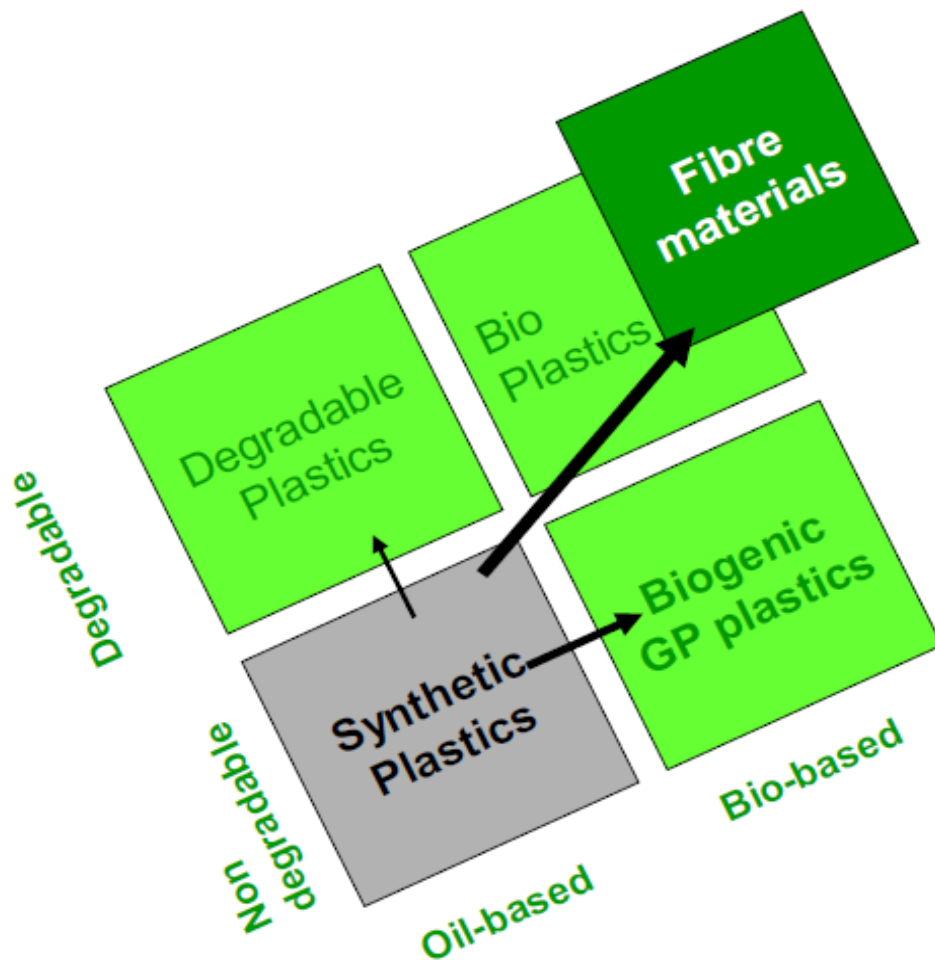 Fibre
materials
Bio
Plastics
Degradable
Plastics
Biogenic
GP plastics
Synthetic
Plastics
Degradable
Non
degradable
Oil-based
Bio-based